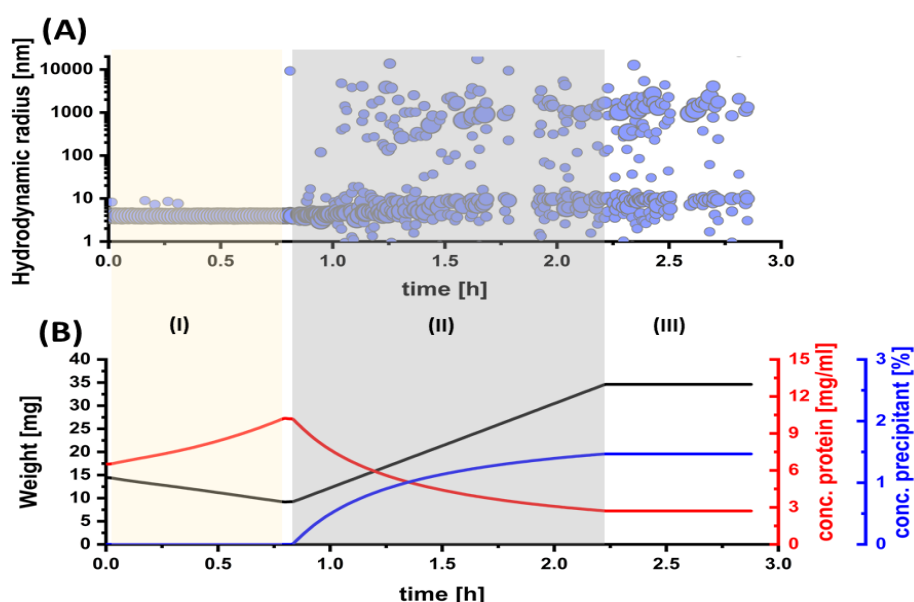 (A)
Hydrodynamic radius [nm]
10000
1000
100
10
1
0.0 0.5 1.0 1.5 2.0 2.5 3.0
time [h]
(I) (II) (III)
(B)
Weight [mg]
40
35
30
25
20
15
10
5
0
0.0 0.5 1.0 1.5 2.0 2.5 3.0
time [h]
15
12
9
6
3
0
conc. protein [mg/ml]
3
2
1
0
conc. precipitant [%]